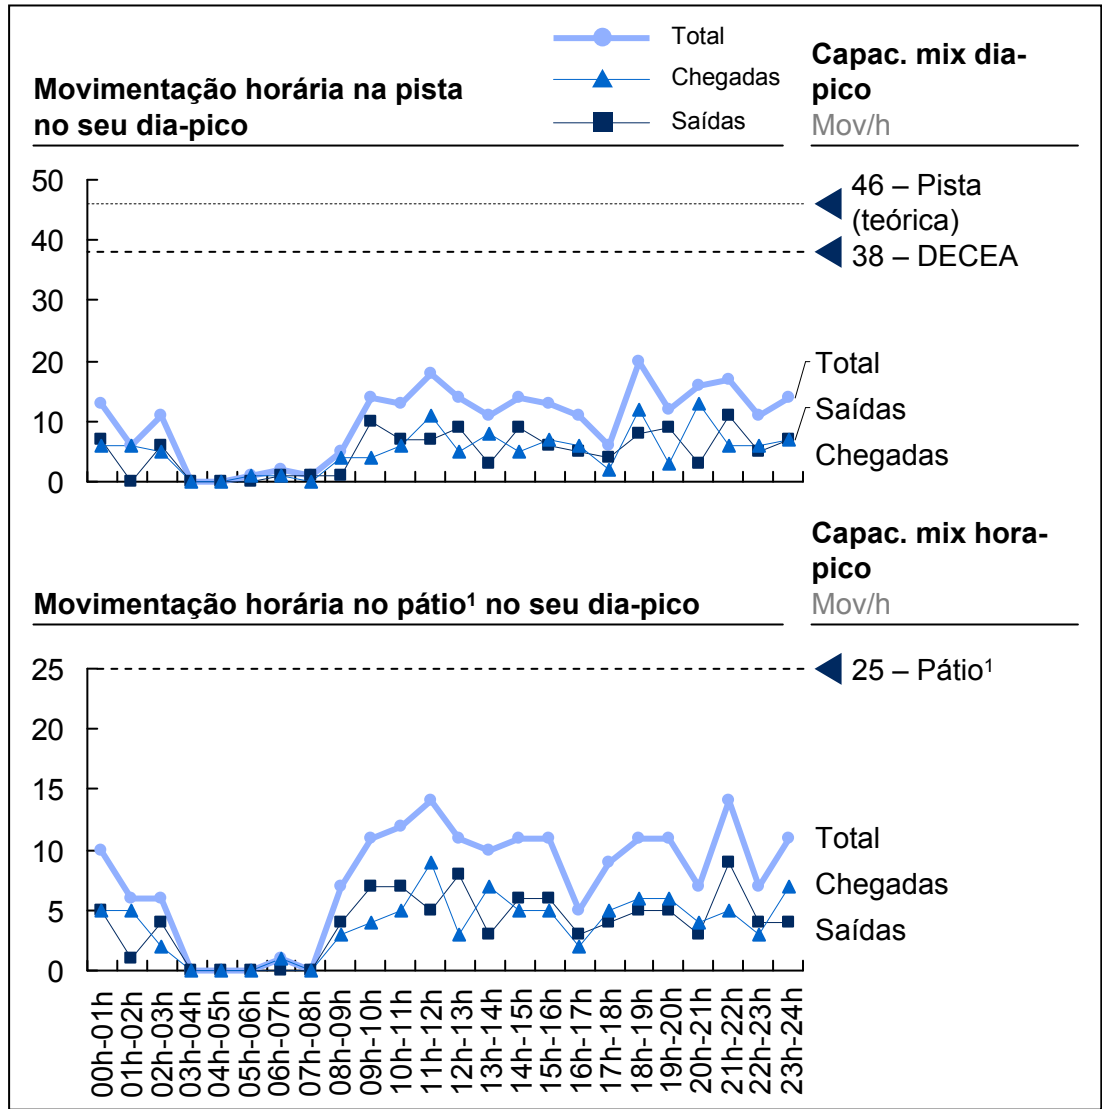 Total
Chegadas
Saídas
Capac. mix dia-
pico
Mov/h
Movimentação horária na pista
no seu dia-pico
50
40
30
20
10
0
46 – Pista
(teórica)
38 – DECEA
Total
Saídas
Chegadas
Capac. mix hora-
pico
Mov/h
Movimentação horária no pátio¹ no seu dia-pico
25
20
15
10
5
0
25 – Pátio¹
Total
Chegadas
Saídas
00h-01h
01h-02h
02h-03h
03h-04h
04h-05h
05h-06h
06h-07h
07h-08h
08h-09h
09h-10h
10h-11h
11h-12h
12h-13h
13h-14h
14h-15h
15h-16h
16h-17h
17h-18h
18h-19h
19h-20h
20h-21h
21h-22h
22h-23h
23h-24h